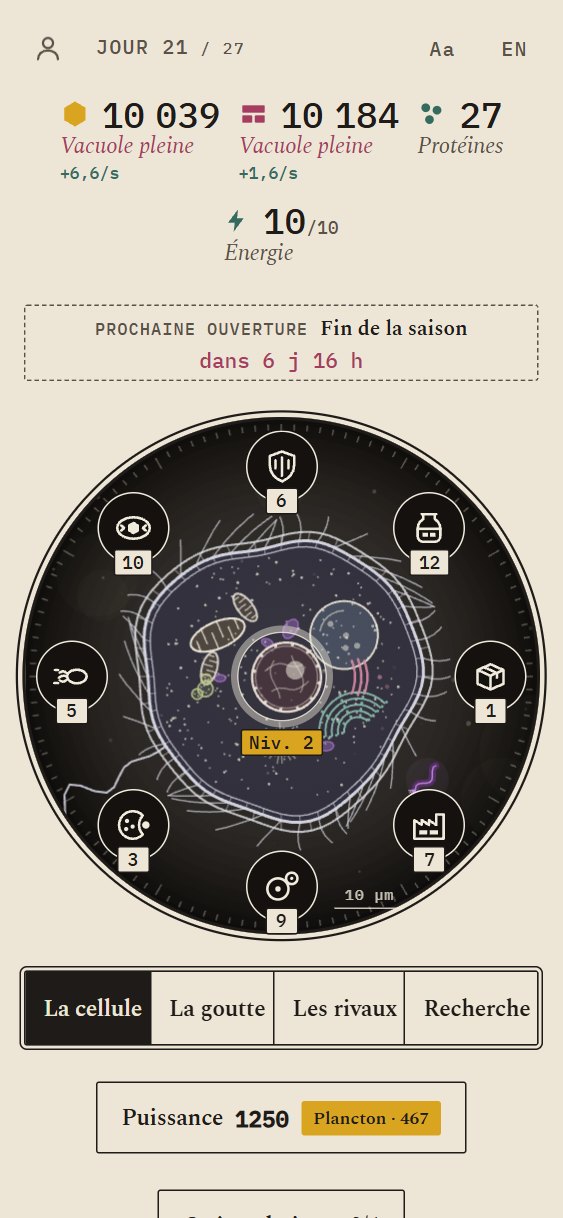 JOUR 21 / 27
Aa
EN
10 039
10 184
27
Vacuole pleine
Vacuole pleine
Protéines
+6,6/s
+1,6/s
10/10
Énergie
PROCHAINE OUVERTURE Fin de la saison
dans 6 j 16 h
6
10
12
5
1
Niv. 2
3
7
9
10 µm
La cellule
La goutte
Les rivaux
Recherche
Puissance 1250 Plancton · 467